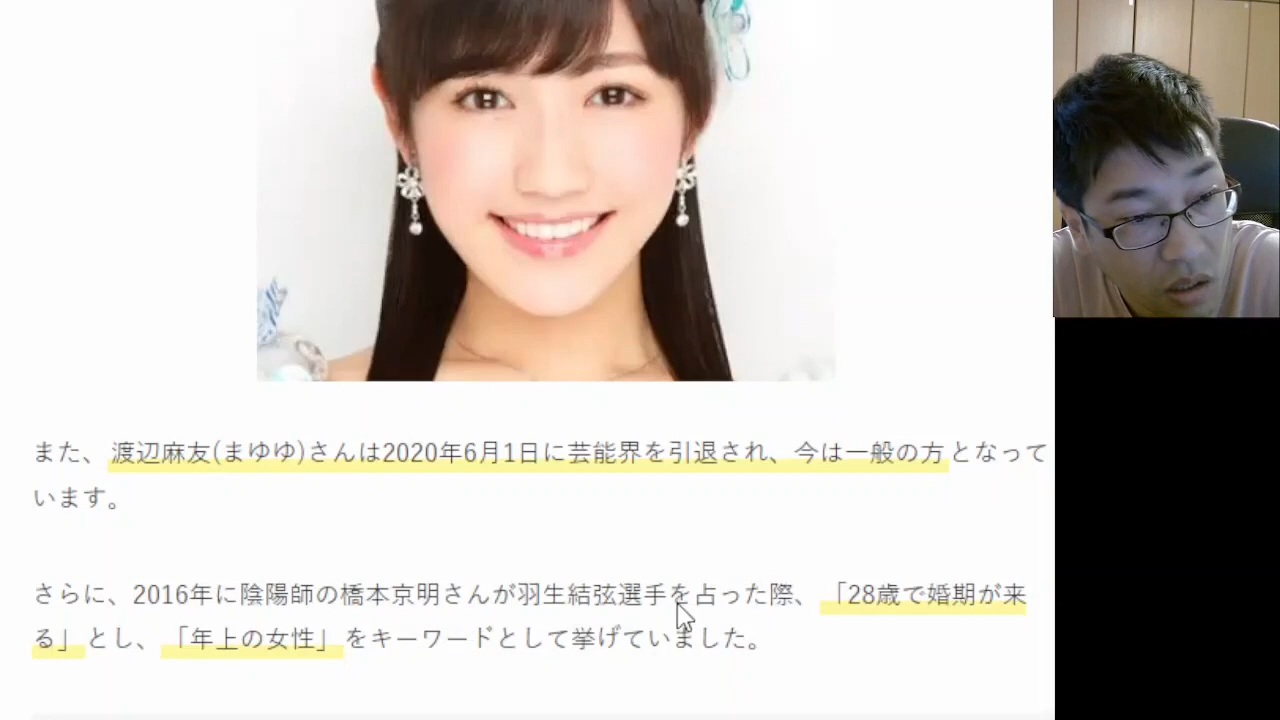 また、渡辺麻友(まゆゆ)さんは2020年6月1日に芸能界を引退され、今は一般の方となって
います。
さらに、2016年に陰陽師の橋本京明さんが羽生結弦選手を占った際、「28歳で婚期が来
る」とし、「年上の女性」をキーワードとして挙げていました。